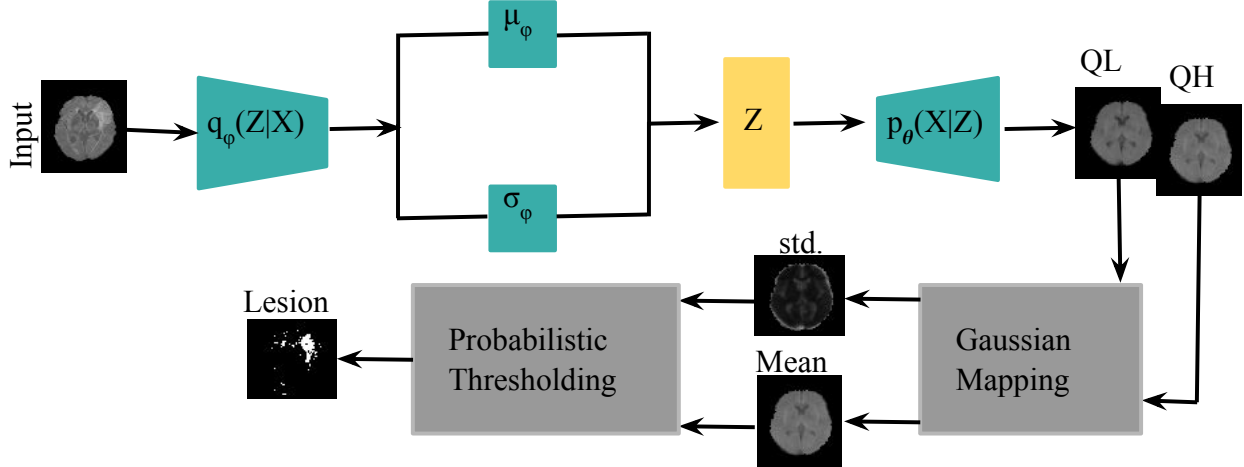 Input
q_φ(Z|X)
μ_φ
σ_φ
Z
p_θ(X|Z)
QL
QH
std.
Mean
Gaussian
Mapping
Probabilistic
Thresholding
Lesion